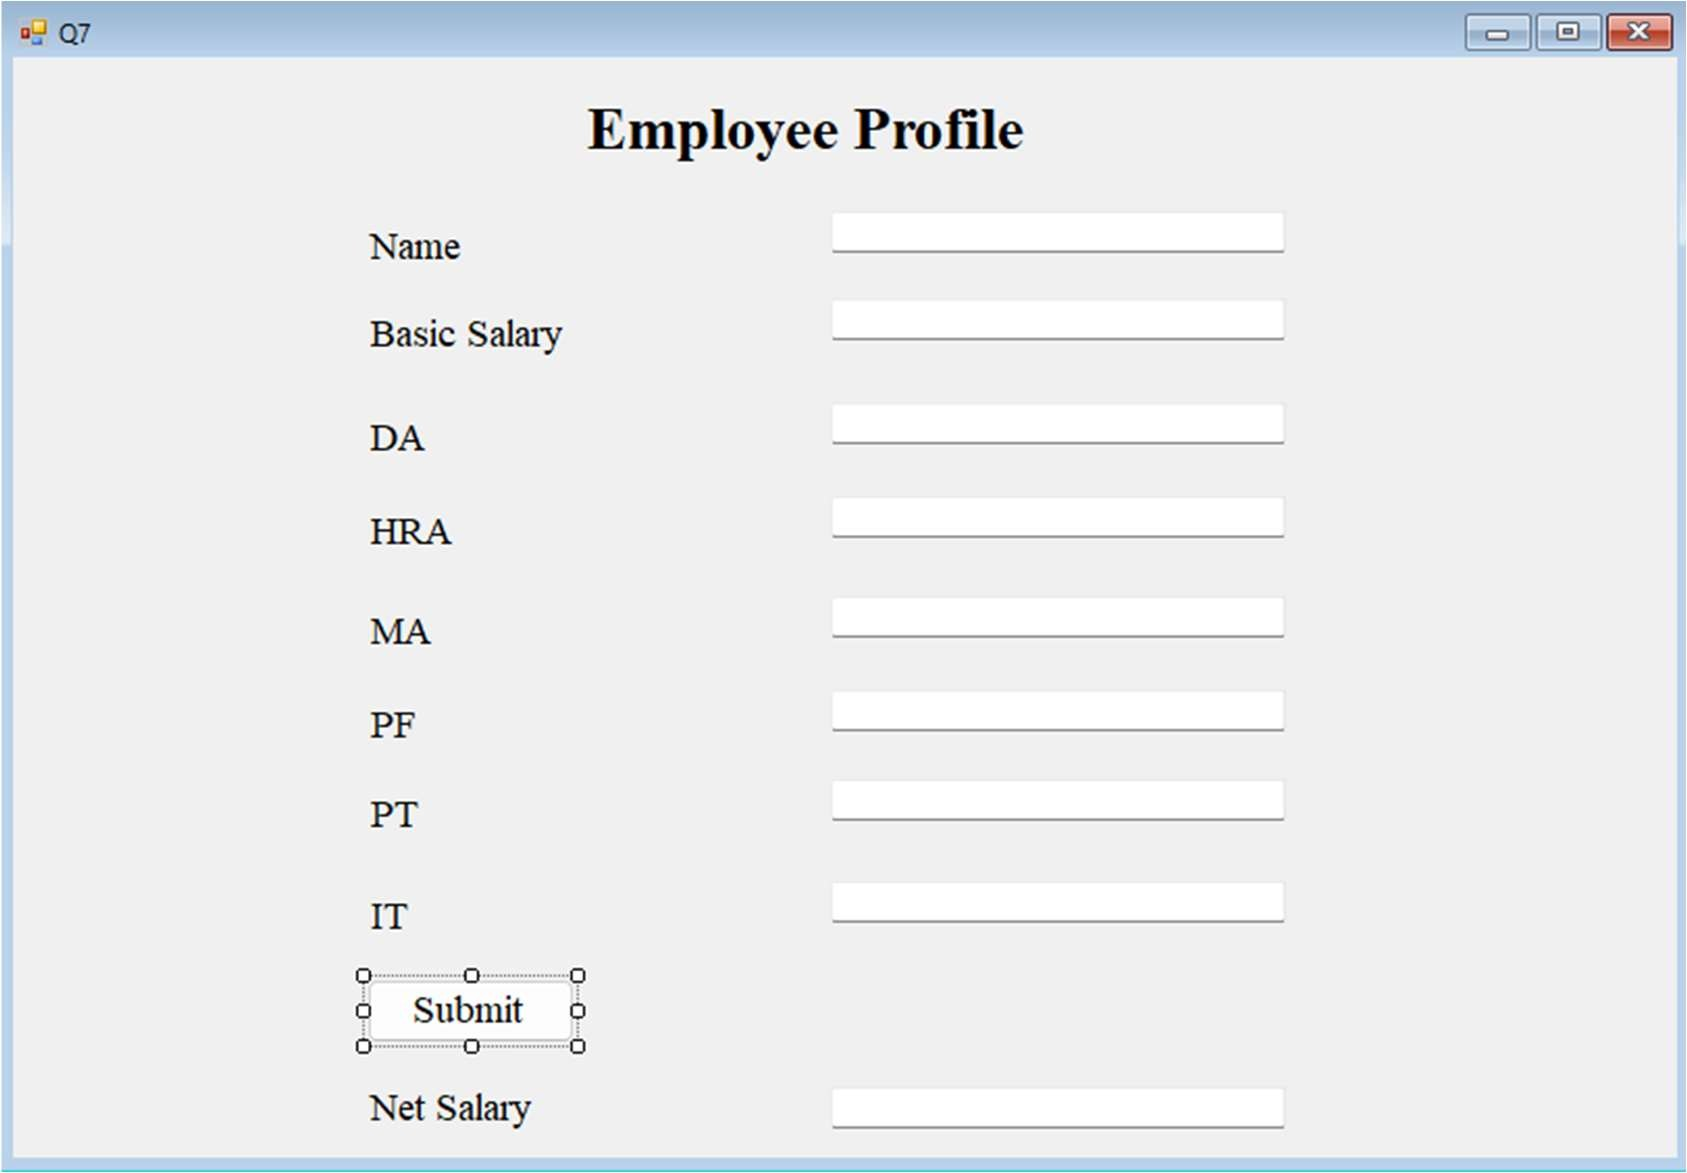 Q7
Employee Profile
Name
Basic Salary
DA
HRA
MA
PF
PT
IT
Submit
Net Salary